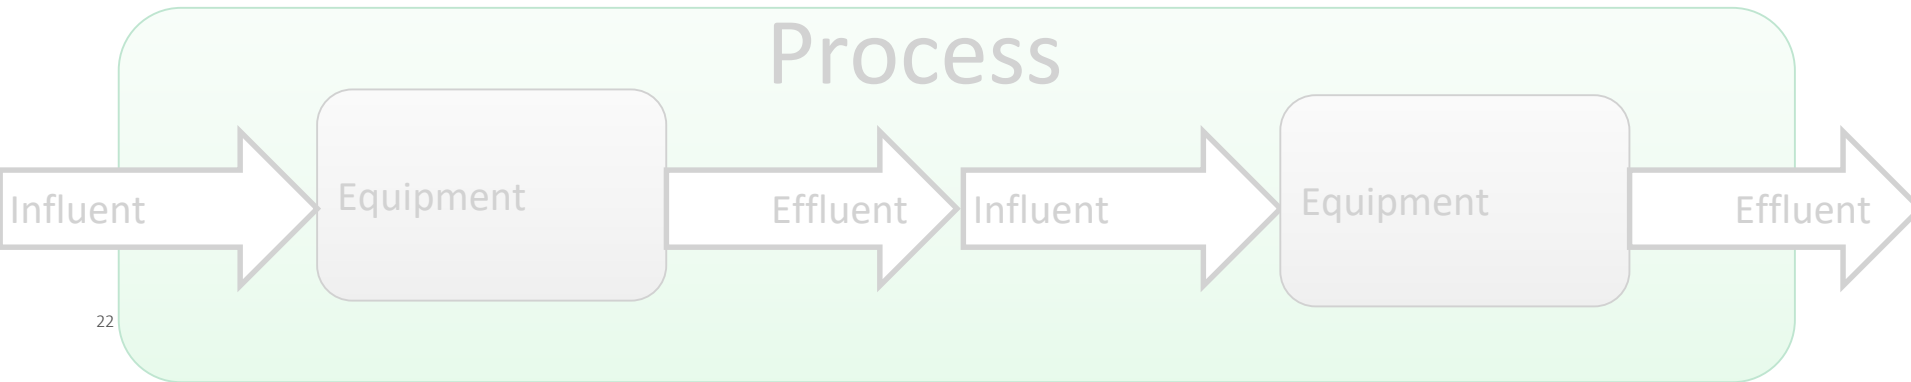 Process
Influent
Equipment
Effluent
Influent
Equipment
Effluent
22